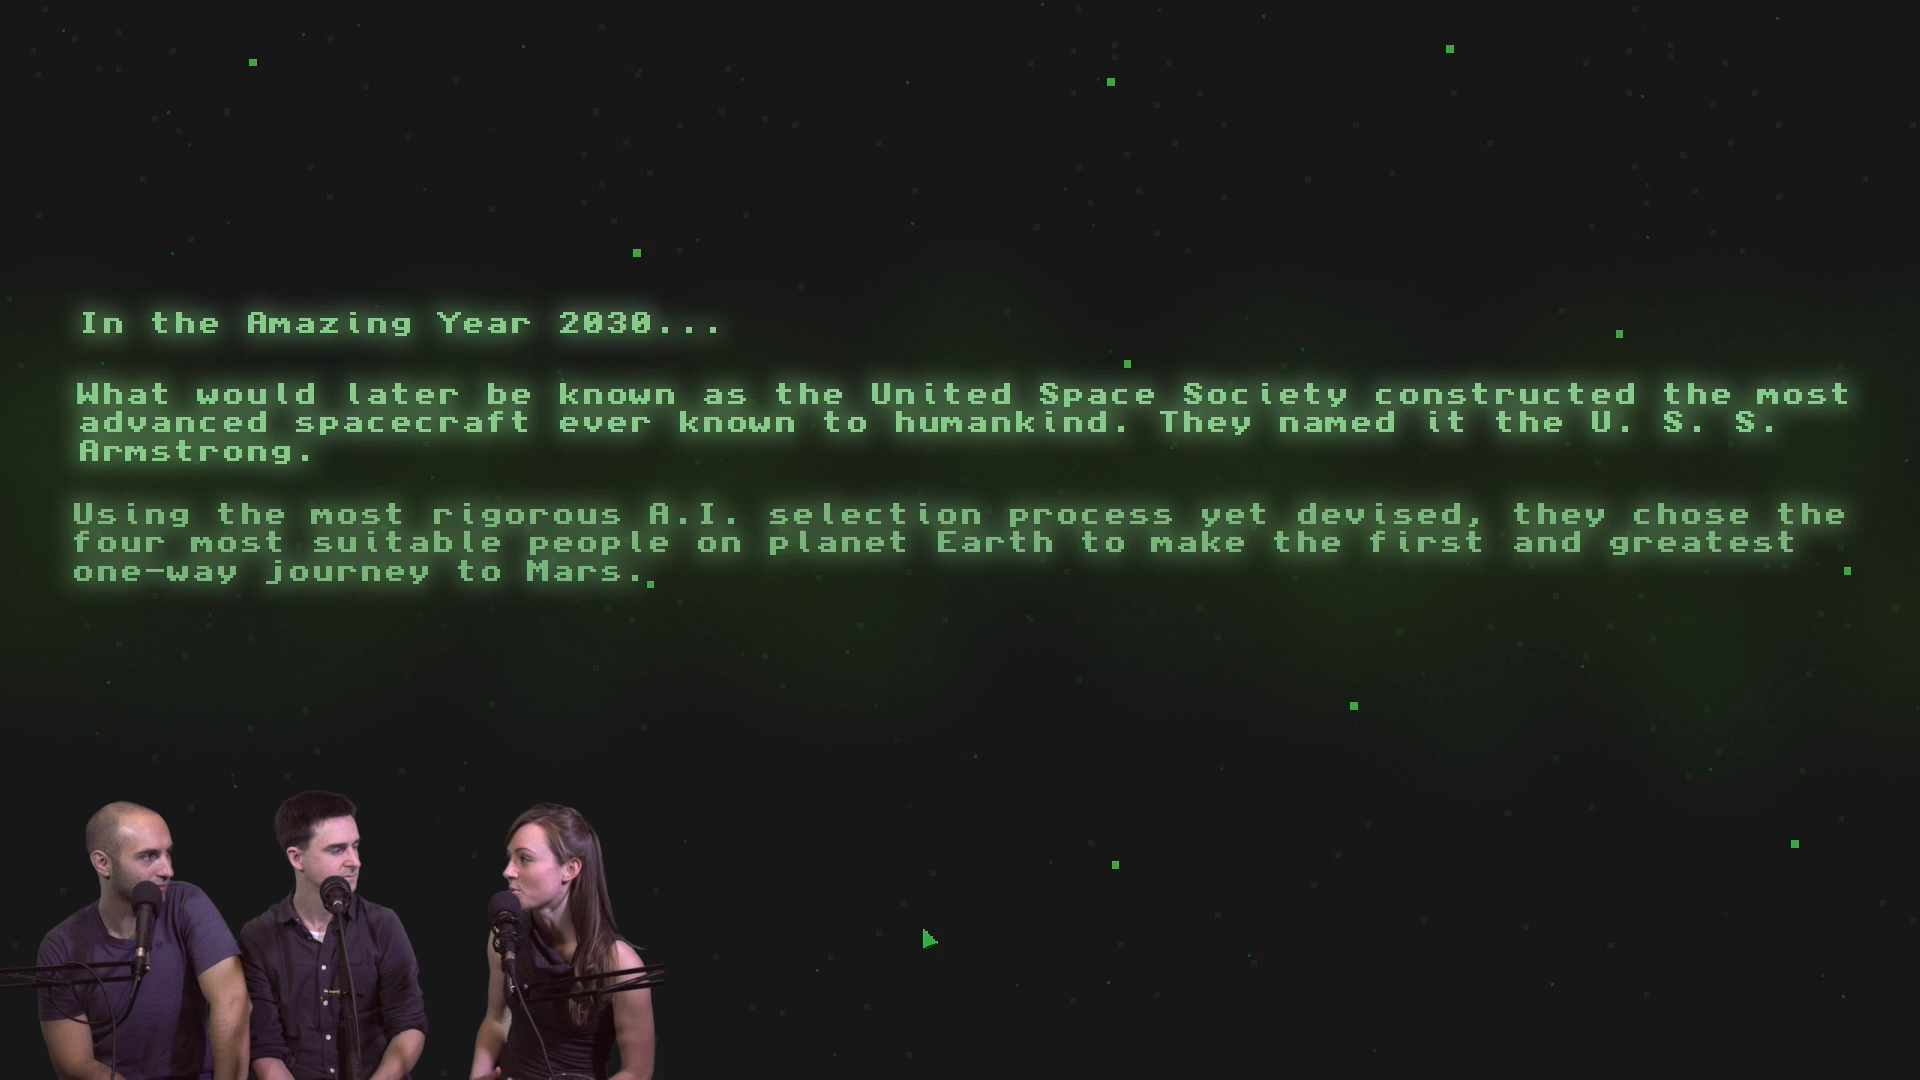 In the Amazing Year 2030...
What would later be known as the United Space Society constructed the most
advanced spacecraft ever known to humankind. They named it the U. S. S.
Armstrong.
Using the most rigorous A.I. selection process yet devised, they chose the
four most suitable people on planet Earth to make the first and greatest
one-way journey to Mars.